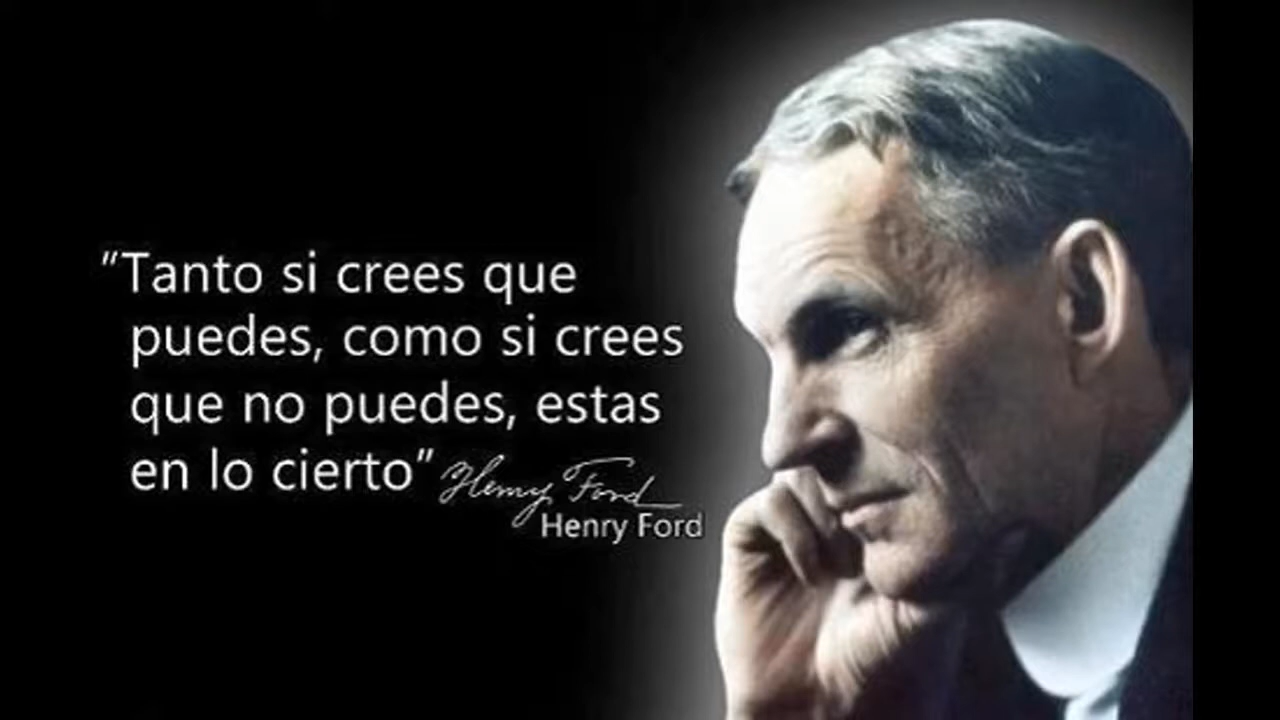 "Tanto si crees que
puedes, como si crees
que no puedes, estas
en lo cierto" Henry Ford
Henry Ford